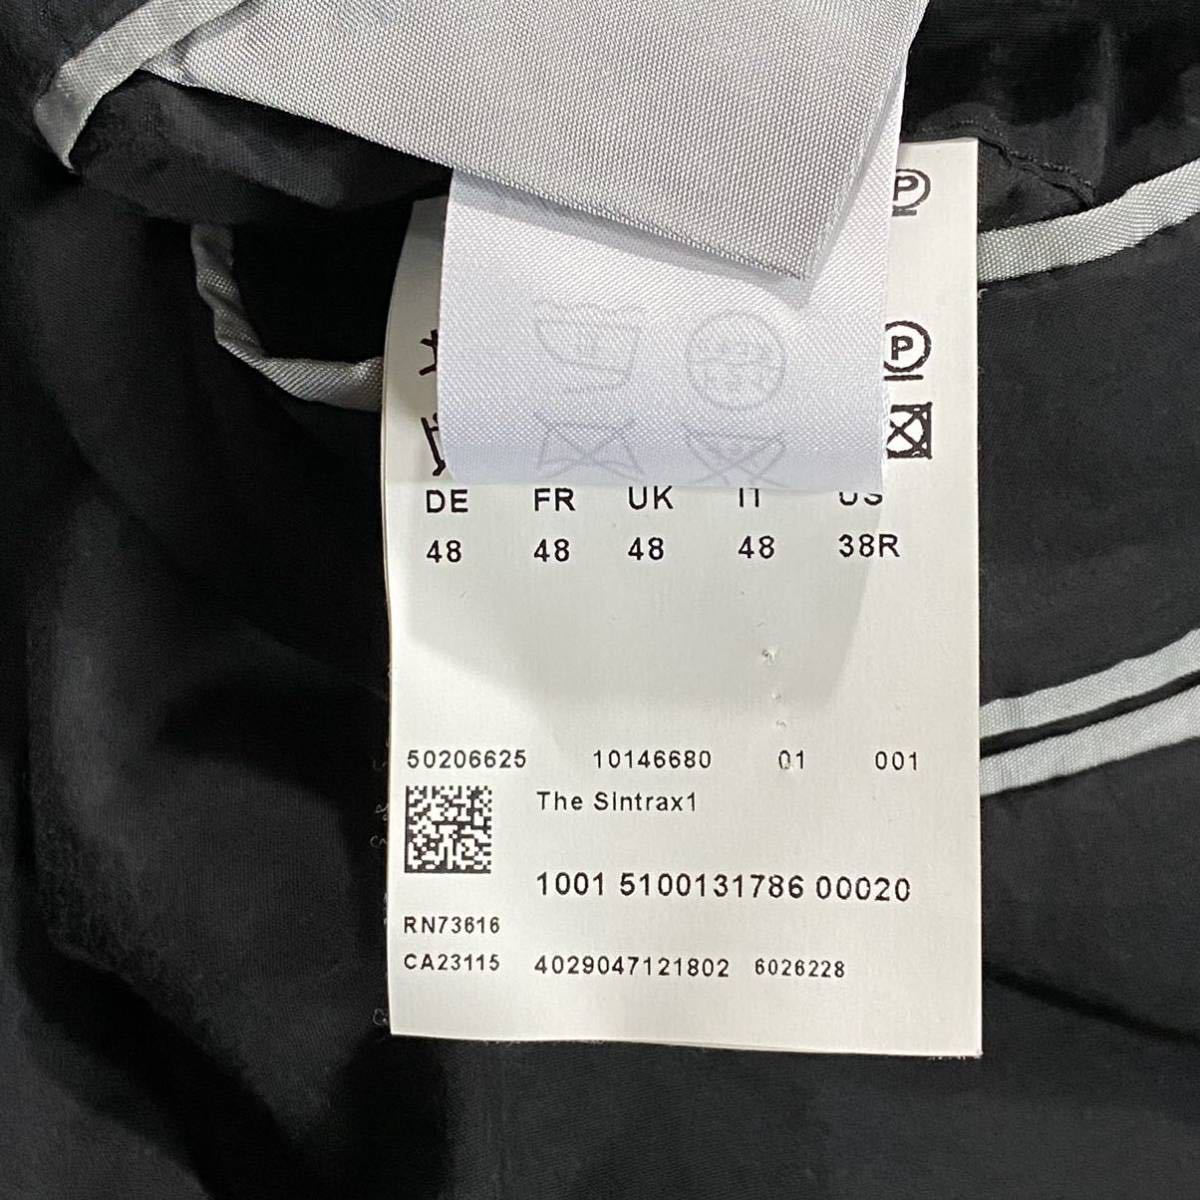 P
P
DE FR UK IT US
48 48 48 48 38R
50206625 10146680 01 001
The Sintrax1
1001 5100131786 00020
RN73616
CA23115 4029047121802 6026228